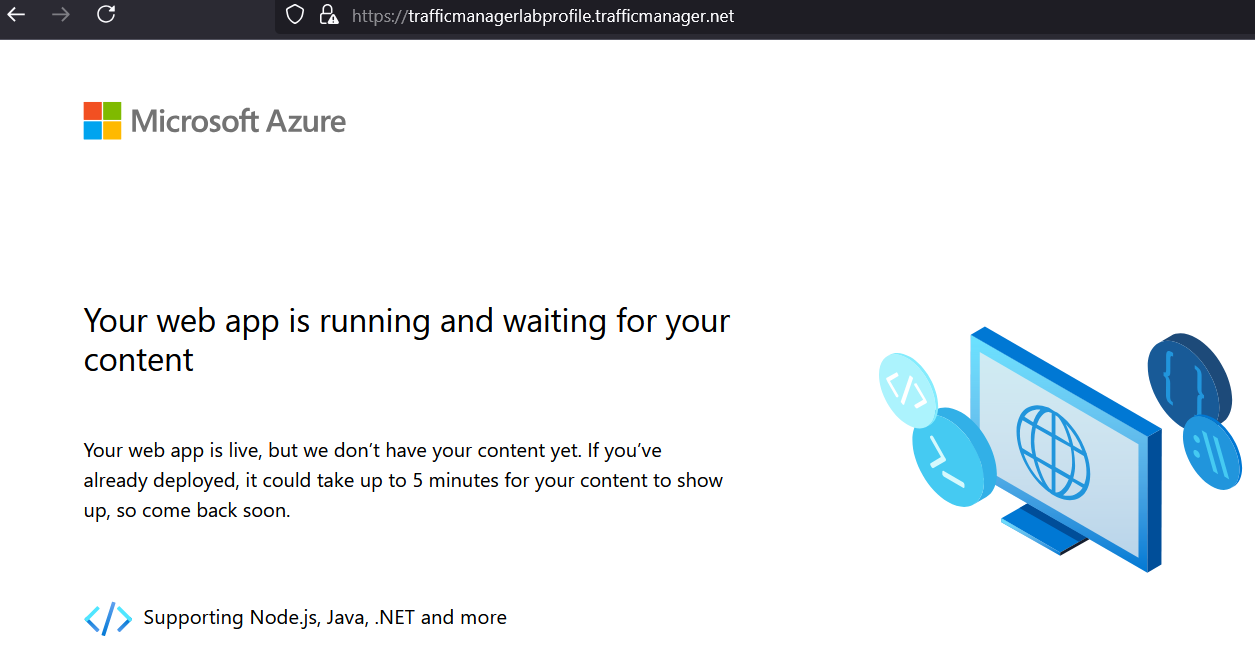 https://trafficmanagerlabprofile.trafficmanager.net
Microsoft Azure
Your web app is running and waiting for your
content
Your web app is live, but we don’t have your content yet. If you’ve
already deployed, it could take up to 5 minutes for your content to show
up, so come back soon.
</> Supporting Node.js, Java, .NET and more